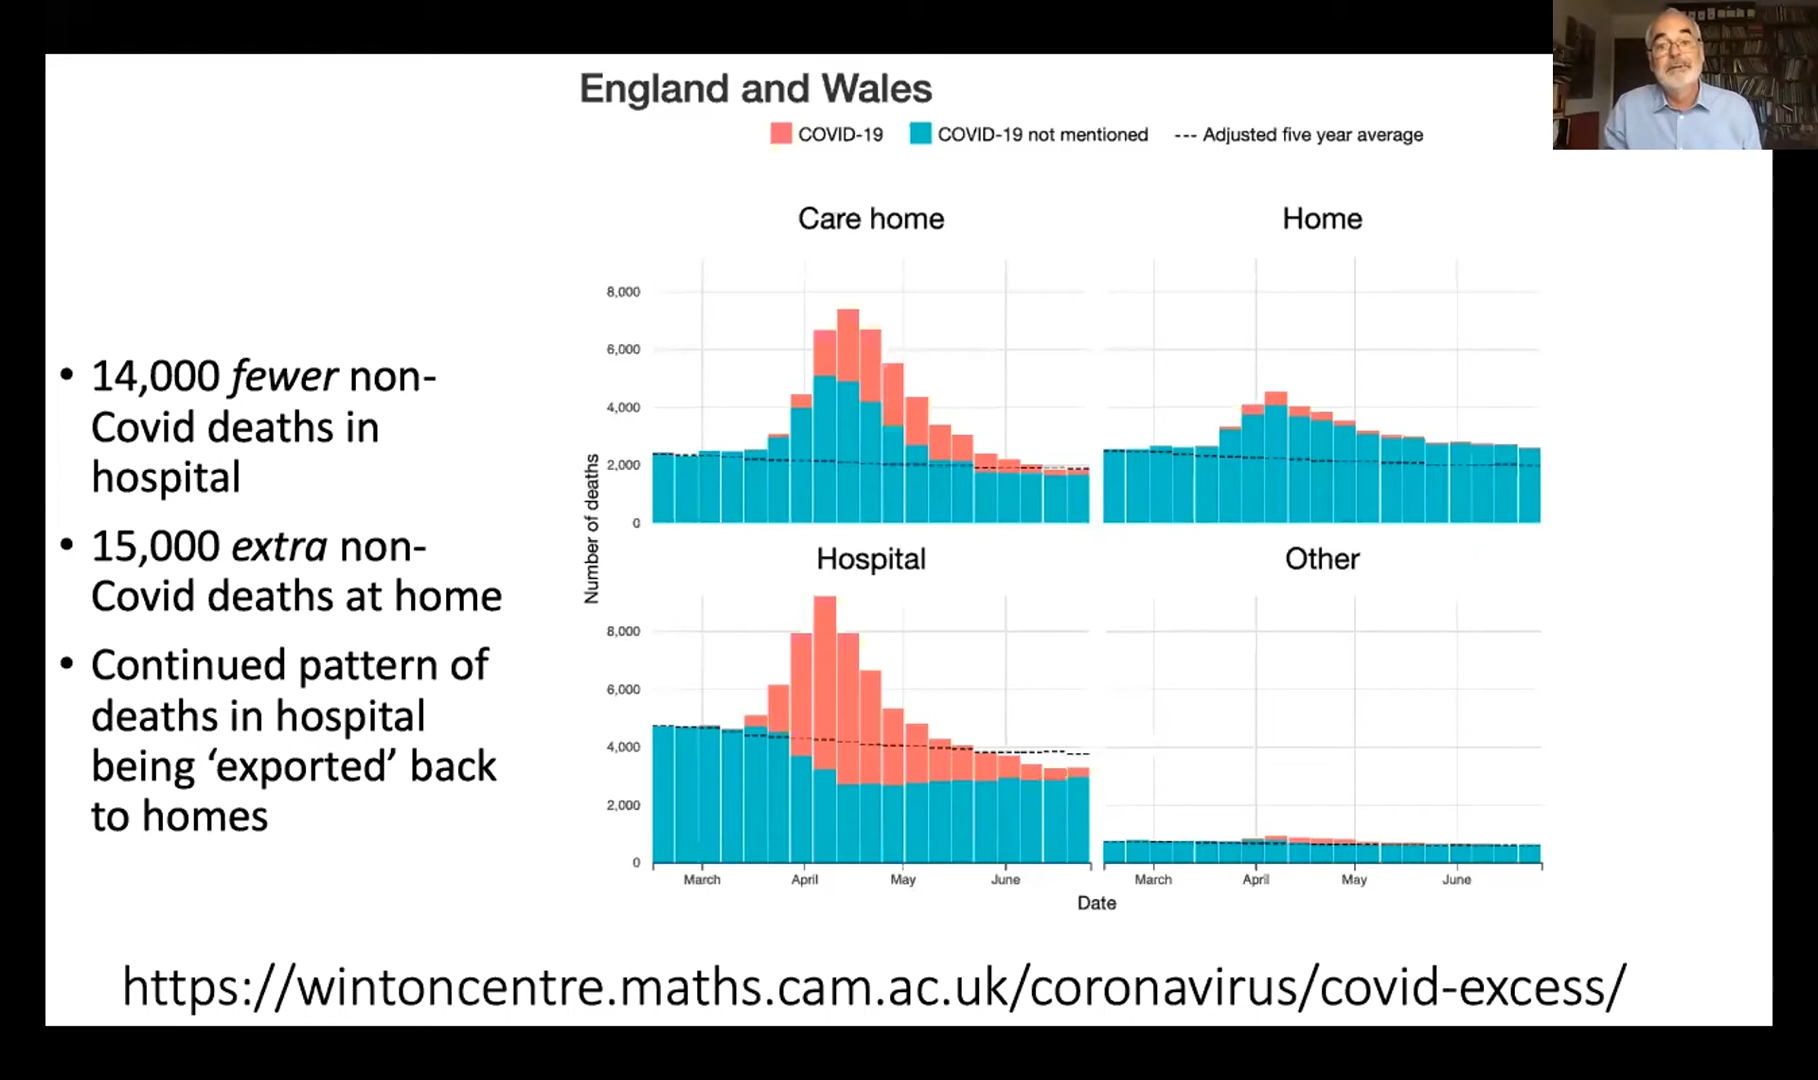 England and Wales
COVID-19 COVID-19 not mentioned --- Adjusted five year average
• 14,000 fewer non-
Covid deaths in
hospital
• 15,000 extra non-
Covid deaths at home
• Continued pattern of
deaths in hospital
being ‘exported’ back
to homes
Number of deaths
Care home
8,000
6,000
4,000
2,000
0
Home
Hospital
8,000
6,000
4,000
2,000
0
March April May June
Other
March April May June
Date
https://wintoncentre.maths.cam.ac.uk/coronavirus/covid-excess/